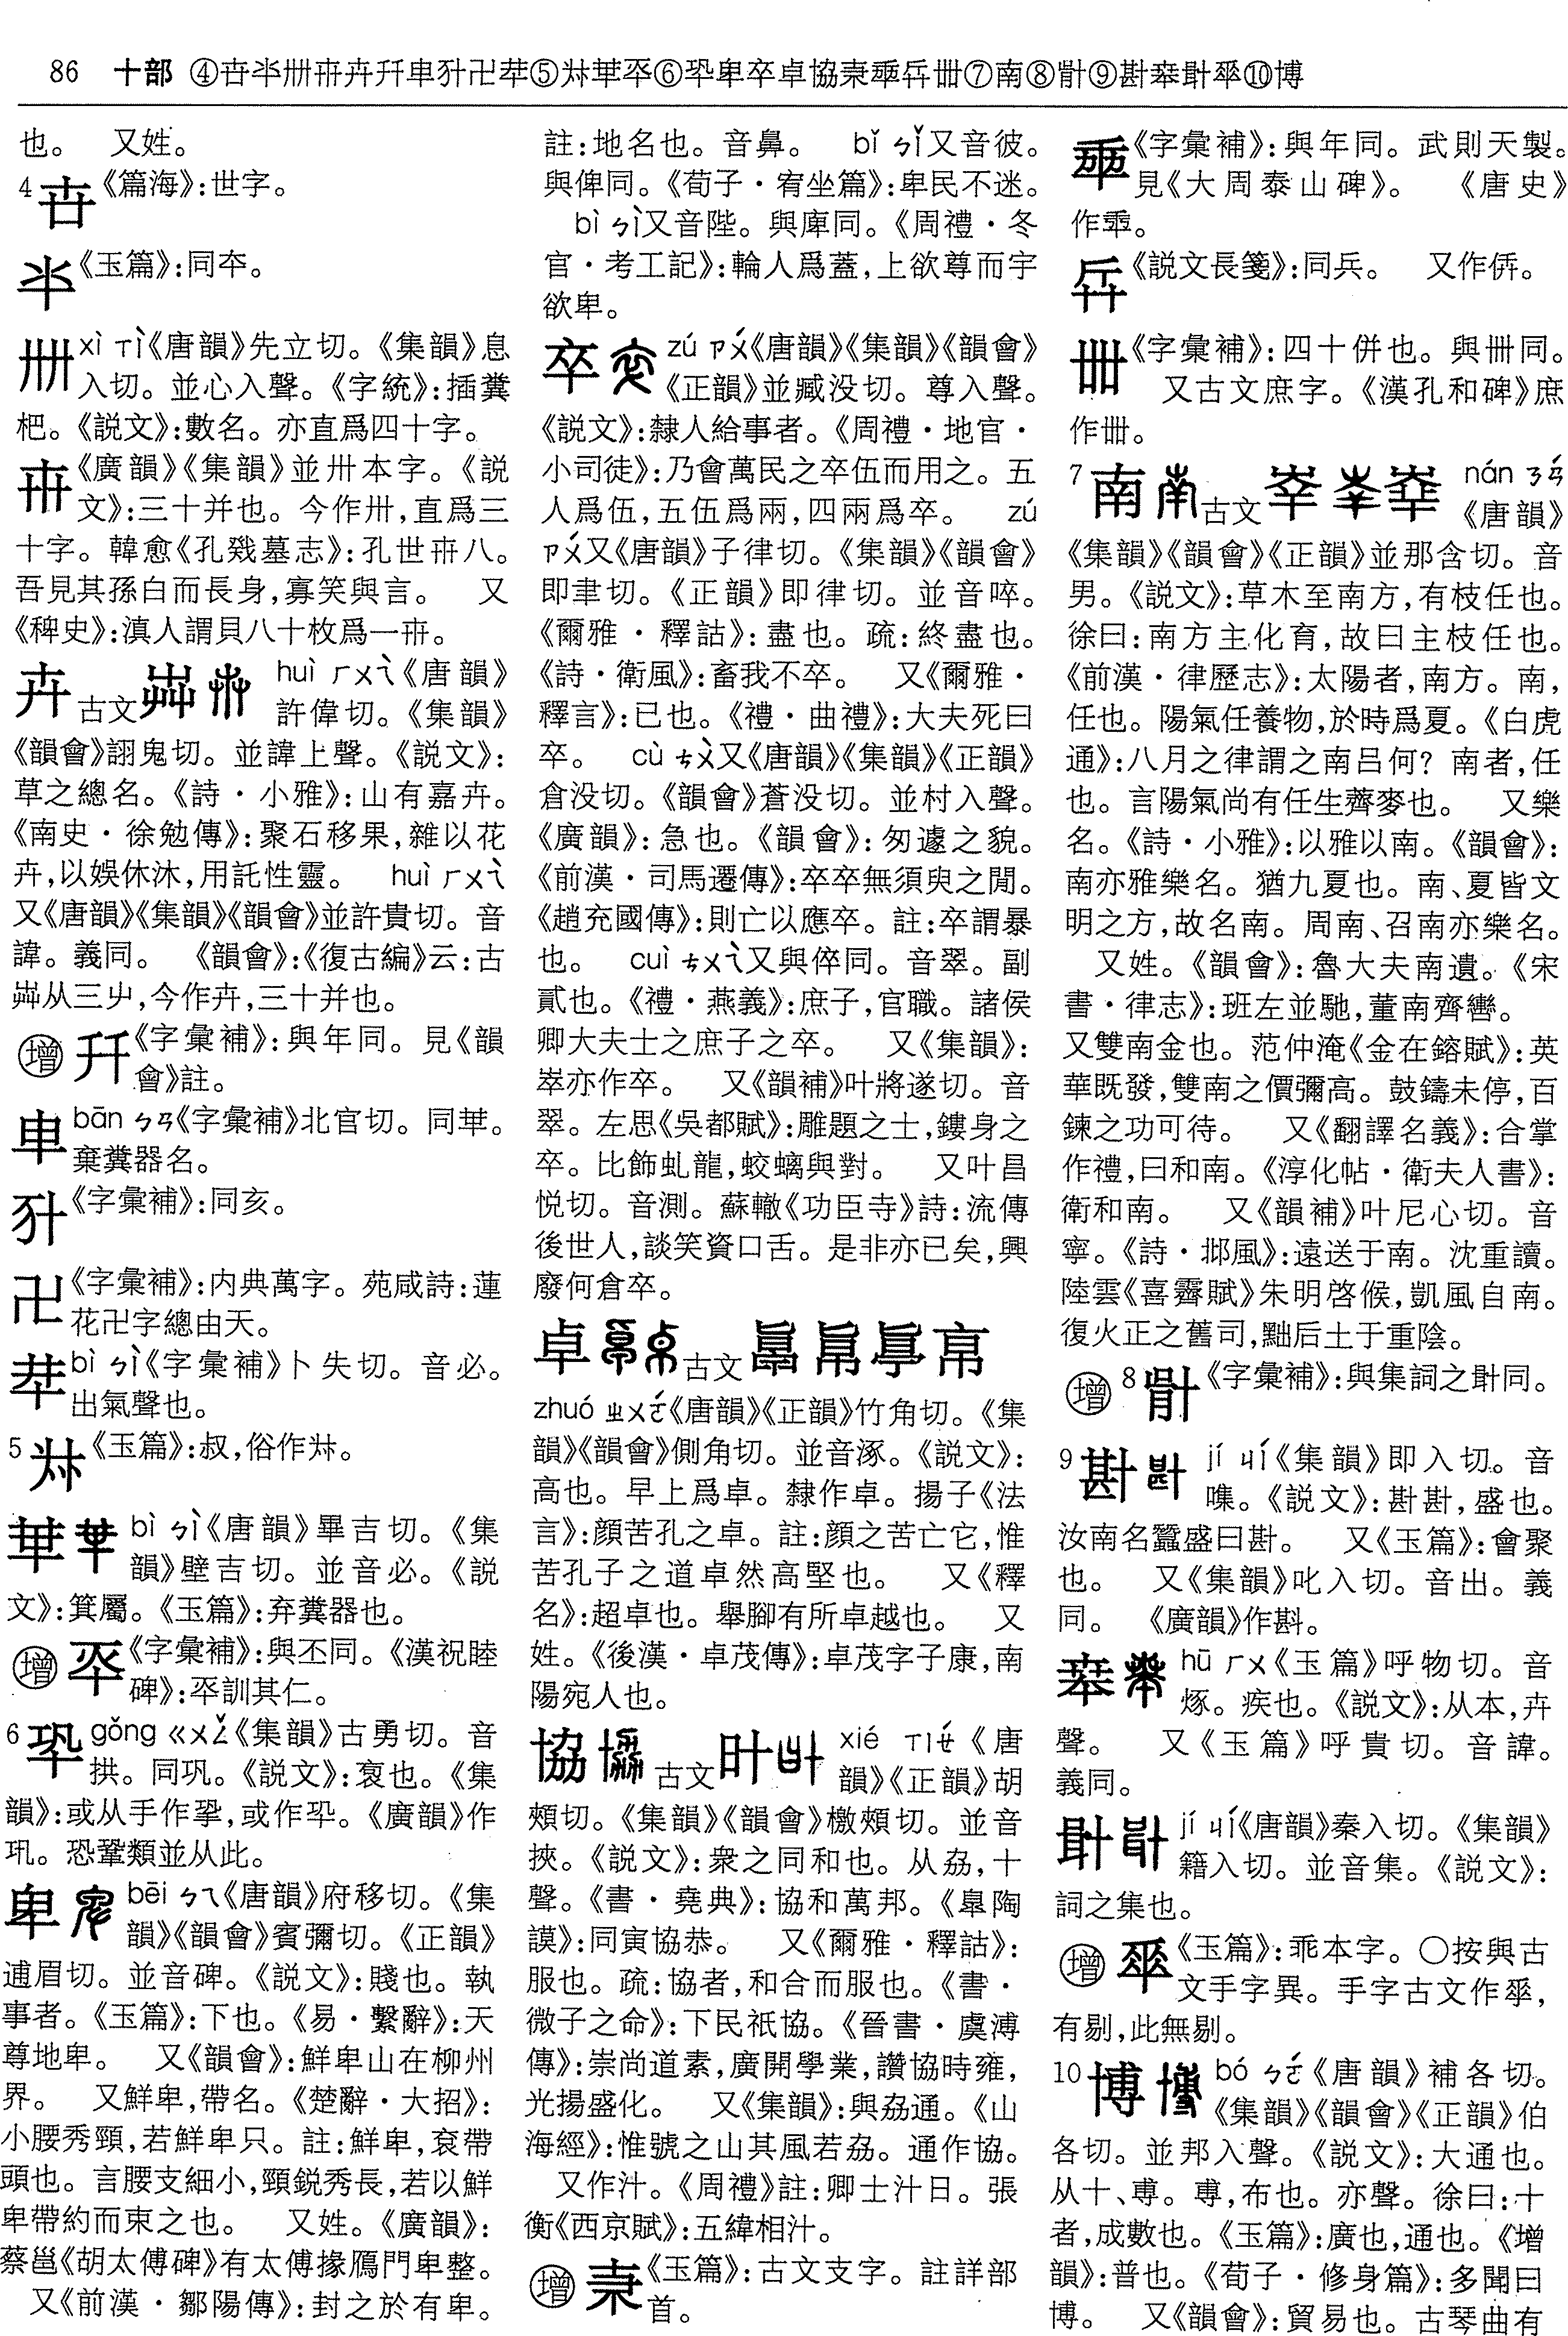 86 十部 ④卋半卌卅卉幵𠦐𠦒卍𠦔⑤𠦙𠦒㔻⑥巩卑卒卓協𠦪𠦚𠦬卌⑦南⑧𠦫⑨斟𠦪𠦫𠦬⑩博
也。 又姓。
4 卋《篇海》:世字。
《玉篇》:同夲。
卌 xì ㄒㄧˋ《唐韻》先立切。《集韻》息
入切。並心入聲。《字統》:插糞
杷。《説文》:數名。亦直爲四十字。
《廣韻》《集韻》並卅本字。《説
文》:三十并也。今作卅,直爲三
十字。韓愈《孔戣墓志》:孔世卅八。
吾見其孫白而長身,寡笑與言。 又
《稗史》:滇人謂貝八十枚爲一卅。
卉 古文 芔 huì ㄏㄨㄟˋ《唐韻》
許偉切。《集韻》
《韻會》詡鬼切。並諱上聲。《説文》:
草之總名。《詩·小雅》:山有嘉卉。
《南史·徐勉傳》:聚石移果,雜以花
卉,以娛休沐,用託性靈。 huì ㄏㄨㄟˋ
又《唐韻》《集韻》《韻會》並許貴切。音
諱。義同。 《韻會》:《復古編》云:古
芔从三屮,今作卉,三十并也。
增 《字彙補》:與年同。見《韻
會》註。
bān ㄅㄢ《字彙補》北官切。同𠦒。
棄糞器名。
《字彙補》:同亥。
卍《字彙補》:内典萬字。苑咸詩:蓮
花卍字總由天。
bì ㄅㄧˋ《字彙補》卜失切。音必。
出氣聲也。
5 《玉篇》:叔,俗作。
𠦒 bì ㄅㄧˋ《唐韻》畢吉切。《集
韻》壁吉切。並音必。《説
文》:箕屬。《玉篇》:弃糞器也。
增 㔻《字彙補》:與丕同。《漢祝睦
碑》:㔻訓其仁。
6 gǒng ㄍㄨㄥˇ《集韻》古勇切。音
拱。同巩。《説文》:㧬也。《集
韻》:或从手作㧬,或作。《廣韻》作
巩。恐鞏類並从此。
卑 bēi ㄅㄟ《唐韻》府移切。《集
韻》《韻會》賓彌切。《正韻》
逋眉切。並音碑。《説文》:賤也。執
事者。《玉篇》:下也。《易·繫辭》:天
尊地卑。 又《韻會》:鮮卑山在柳州
界。 又鮮卑,帶名。《楚辭·大招》:
小腰秀頸,若鮮卑只。註:鮮卑,袞帶
頭也。言腰支細小,頸鋭秀長,若以鮮
卑帶約而束之也。 又姓。《廣韻》:
蔡邕《胡太傅碑》有太傅掾鴈門卑整。
又《前漢·鄒陽傳》:封之於有卑。
註:地名也。音鼻。 bǐ ㄅㄧˇ又音彼。
與俾同。《荀子·宥坐篇》:卑民不迷。
bì ㄅㄧˋ又音陛。與庳同。《周禮·冬
官·考工記》:輪人爲蓋,上欲尊而宇
欲卑。
卒 zú ㄗㄨˊ《唐韻》《集韻》《韻會》
《正韻》並臧没切。尊入聲。
《説文》:隸人給事者。《周禮·地官·
小司徒》:乃會萬民之卒伍而用之。五
人爲伍,五伍爲兩,四兩爲卒。 zú
ㄗㄨˊ又《唐韻》子律切。《集韻》《韻會》
即聿切。《正韻》即律切。並音啐。
《爾雅·釋詁》:盡也。疏:終盡也。
《詩·衛風》:畜我不卒。 又《爾雅·
釋言》:已也。《禮·曲禮》:大夫死曰
卒。 cù ㄘㄨˋ又《唐韻》《集韻》《正韻》
倉没切。《韻會》蒼没切。並村入聲。
《廣韻》:急也。《韻會》:匆遽之貌。
《前漢·司馬遷傳》:卒卒無須臾之閒。
《趙充國傳》:則亡以應卒。註:卒謂暴
也。 cuì ㄘㄨㄟˋ又與倅同。音翠。副
貳也。《禮·燕義》:庶子,官職。諸侯
卿大夫士之庶子之卒。 又《集韻》:
崒亦作卒。 又《韻補》叶將遂切。音
翠。左思《吳都賦》:雕題之士,鏤身之
卒。比飾虬龍,蛟螭與對。 又叶昌
悦切。音測。蘇轍《功臣寺》詩:流傳
後世人,談笑資口舌。是非亦已矣,興
廢何倉卒。
卓 古文
zhuó ㄓㄨㄛˊ《唐韻》《正韻》竹角切。《集
韻》《韻會》側角切。並音涿。《説文》:
高也。早上爲卓。隸作卓。揚子《法
言》:顔苦孔之卓。註:顔之苦亡它,惟
苦孔子之道卓然高堅也。 又《釋
名》:超卓也。舉腳有所卓越也。 又
姓。《後漢·卓茂傳》:卓茂字子康,南
陽宛人也。
協 古文 叶 xié ㄒㄧㄝˊ《唐
韻》《正韻》胡
頰切。《集韻》《韻會》檄頰切。並音
挾。《説文》:衆之同和也。从劦,十
聲。《書·堯典》:協和萬邦。《臯陶
謨》:同寅協恭。 又《爾雅·釋詁》:
服也。疏:協者,和合而服也。《書·
微子之命》:下民祇協。《晉書·虞溥
傳》:崇尚道素,廣開學業,讚協時雍,
光揚盛化。 又《集韻》:與劦通。《山
海經》:惟號之山其風若劦。通作協。
又作汁。《周禮》註:卿士汁日。張
衡《西京賦》:五緯相汁。
增 《玉篇》:古文支字。註詳部
首。
《字彙補》:與年同。武則天製。
見《大周泰山碑》。 《唐史》
作。
《説文長箋》:同兵。 又作㑂。
《字彙補》:四十併也。與卌同。
又古文庶字。《漢孔和碑》庶
作。
7 南 古文 nán ㄋㄢˊ
《唐韻》
《集韻》《韻會》《正韻》並那含切。音
男。《説文》:草木至南方,有枝任也。
徐曰:南方主化育,故曰主枝任也。
《前漢·律歷志》:太陽者,南方。南,
任也。陽氣任養物,於時爲夏。《白虎
通》:八月之律謂之南吕何?南者,任
也。言陽氣尚有任生薺麥也。 又樂
名。《詩·小雅》:以雅以南。《韻會》:
南亦雅樂名。猶九夏也。南、夏皆文
明之方,故名南。周南、召南亦樂名。
又姓。《韻會》:魯大夫南遺。《宋
書·律志》:班左並馳,董南齊轡。
又雙南金也。范仲淹《金在鎔賦》:英
華既發,雙南之價彌高。鼓鑄未停,百
鍊之功可待。 又《翻譯名義》:合掌
作禮,曰和南。《淳化帖·衛夫人書》:
衛和南。 又《韻補》叶尼心切。音
寧。《詩·邶風》:遠送于南。沈重讀。
陸雲《喜霽賦》朱明啓候,凱風自南。
復火正之舊司,黜后土于重陰。
增 8 《字彙補》:與集詞之同。
9 jí ㄐㄧˊ《集韻》即入切。音
喋。《説文》:,盛也。
汝南名蠶盛曰。 又《玉篇》:會聚
也。 又《集韻》叱入切。音出。義
同。 《廣韻》作斟。
hū ㄏㄨ《玉篇》呼物切。音
㷀。疾也。《説文》:从本,卉
聲。 又《玉篇》呼貴切。音諱。
義同。
jí ㄐㄧˊ《唐韻》秦入切。《集韻》
籍入切。並音集。《説文》:
詞之集也。
增 《玉篇》:乖本字。〇按與古
文手字異。手字古文作,
有剔,此無剔。
10 博 bó ㄅㄛˊ《唐韻》補各切。
《集韻》《韻會》《正韻》伯
各切。並邦入聲。《説文》:大通也。
从十、尃。尃,布也。亦聲。徐曰:十
者,成數也。《玉篇》:廣也,通也。《增
韻》:普也。《荀子·修身篇》:多聞曰
博。 又《韻會》:貿易也。古琴曲有